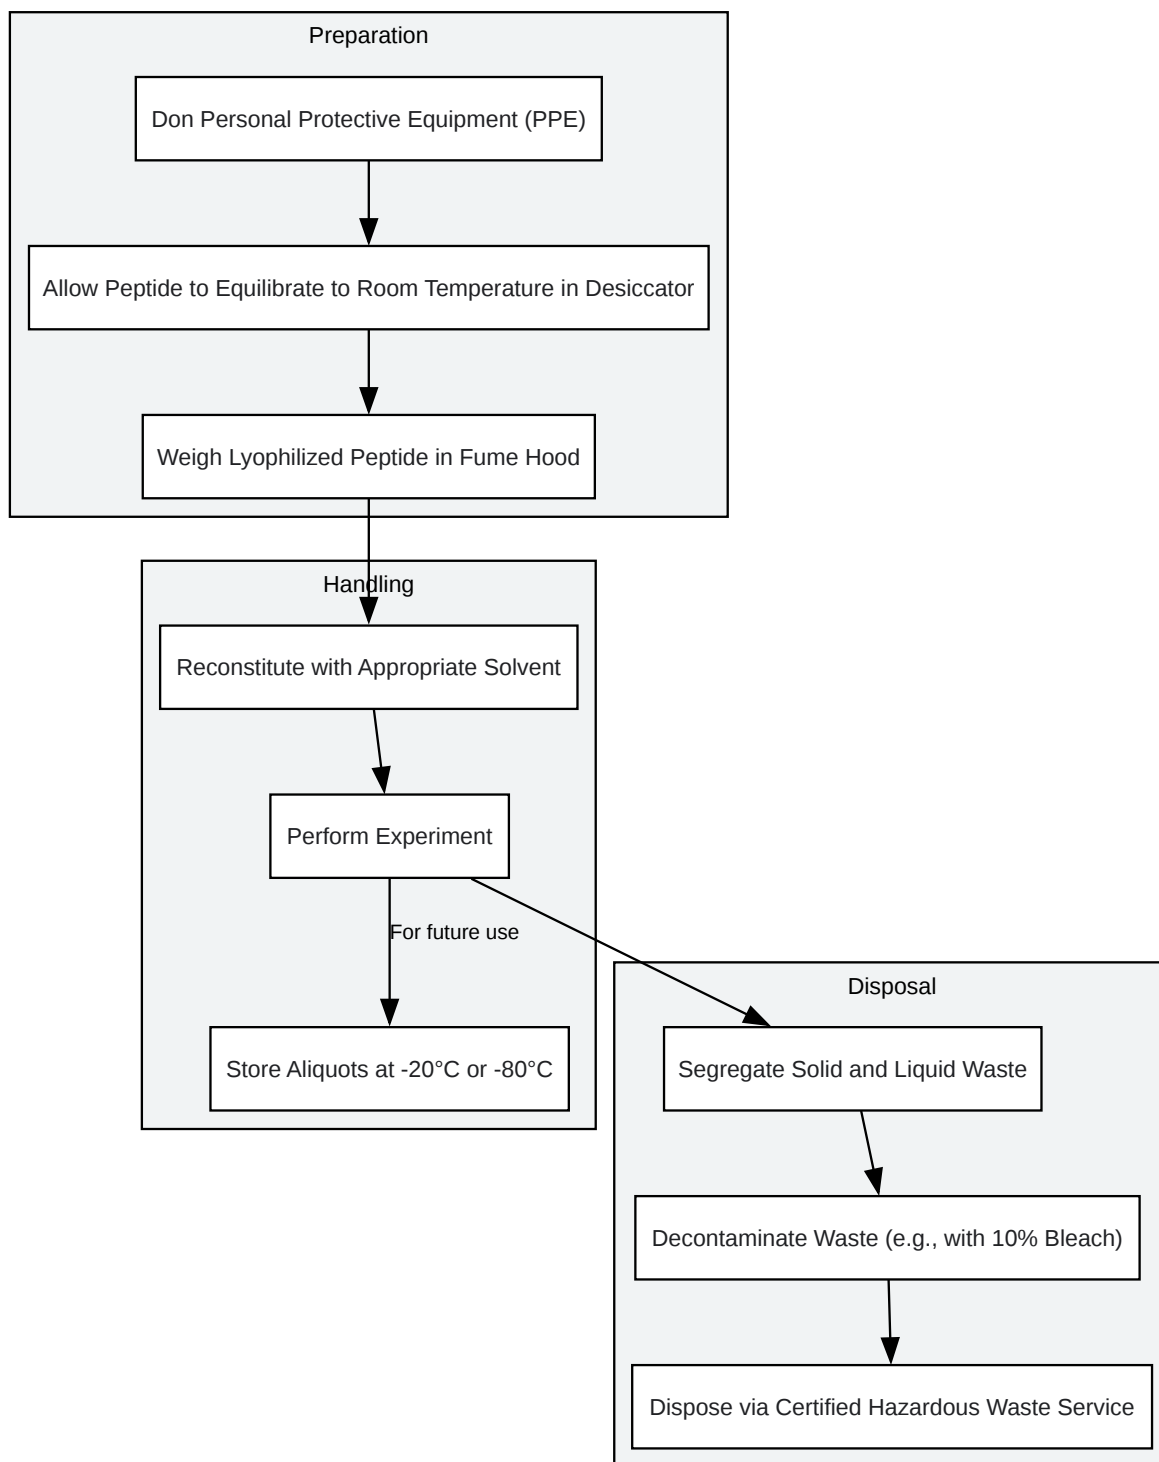 Preparation
Don Personal Protective Equipment (PPE)
Allow Peptide to Equilibrate to Room Temperature in Desiccator
Weigh Lyophilized Peptide in Fume Hood
Handling
Reconstitute with Appropriate Solvent
Perform Experiment
For future use
Store Aliquots at -20°C or -80°C
Disposal
Segregate Solid and Liquid Waste
Decontaminate Waste (e.g., with 10% Bleach)
Dispose via Certified Hazardous Waste Service